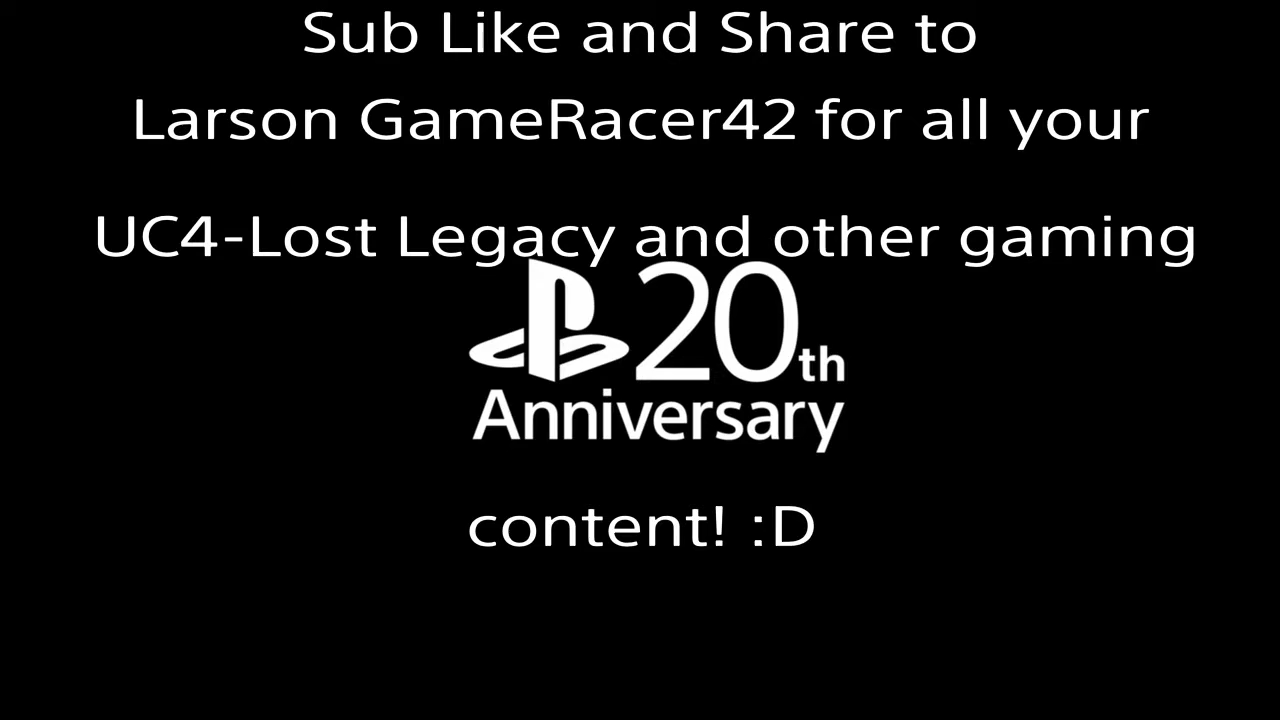 Sub Like and Share to
Larson GameRacer42 for all your
UC4-Lost Legacy and other gaming
20th
Anniversary
content! :D